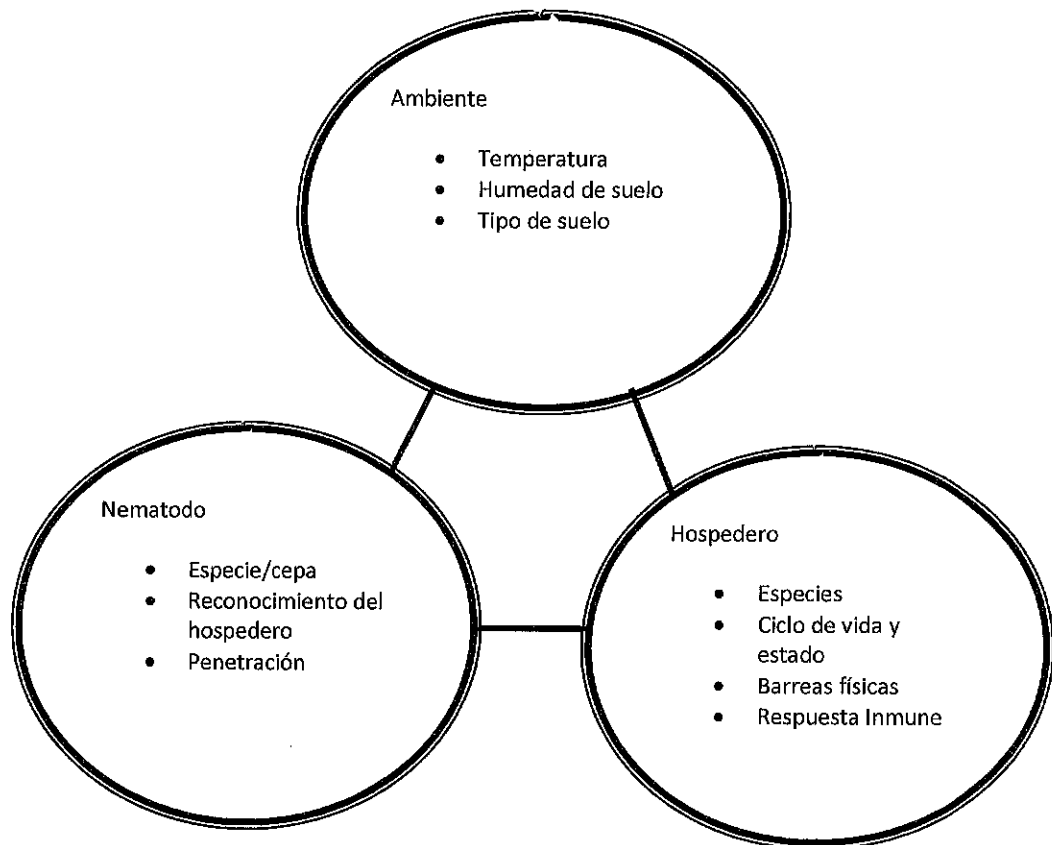 Ambiente
• Temperatura
• Humedad de suelo
• Tipo de suelo
Nematodo
• Especie/cepa
• Reconocimiento del
hospedero
• Penetración
Hospedero
• Especies
• Ciclo de vida y
estado
• Barreas físicas
• Respuesta Inmune